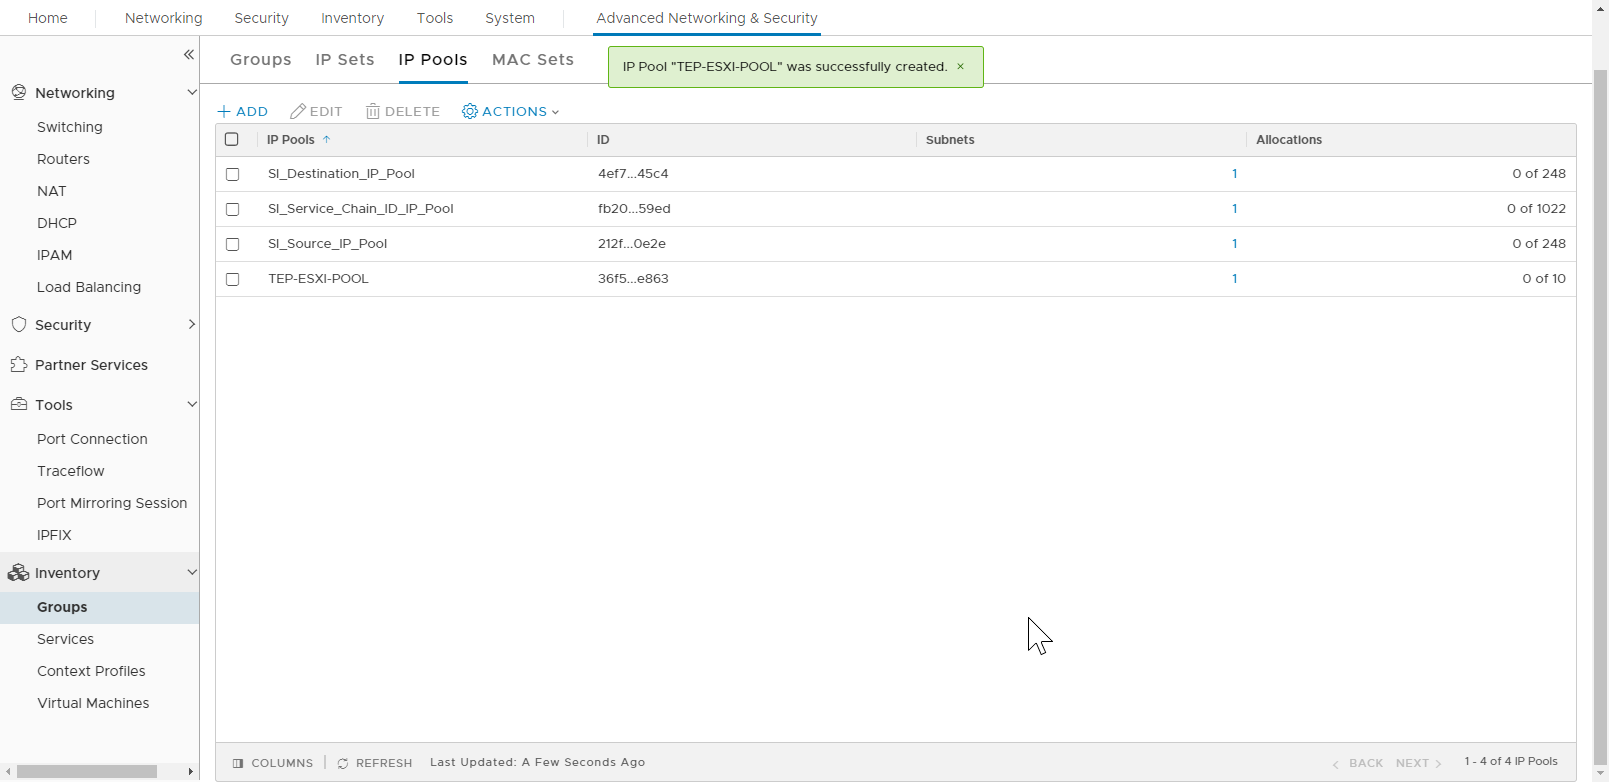 Home Networking Security Inventory Tools System Advanced Networking & Security
Groups IP Sets IP Pools MAC Sets
IP Pool "TEP-ESXI-POOL" was successfully created. ×
Networking
Switching
Routers
NAT
DHCP
IPAM
Load Balancing
Security
Partner Services
Tools
Port Connection
Traceflow
Port Mirroring Session
IPFIX
Inventory
Groups
Services
Context Profiles
Virtual Machines
+ ADD EDIT DELETE ACTIONS
IP Pools ↑ ID Subnets Allocations
SI_Destination_IP_Pool 4ef7...45c4 1 0 of 248
SI_Service_Chain_ID_IP_Pool fb20...59ed 1 0 of 1022
SI_Source_IP_Pool 212f...0e2e 1 0 of 248
TEP-ESXI-POOL 36f5...e863 1 0 of 10
COLUMNS REFRESH Last Updated: A Few Seconds Ago BACK NEXT 1 - 4 of 4 IP Pools